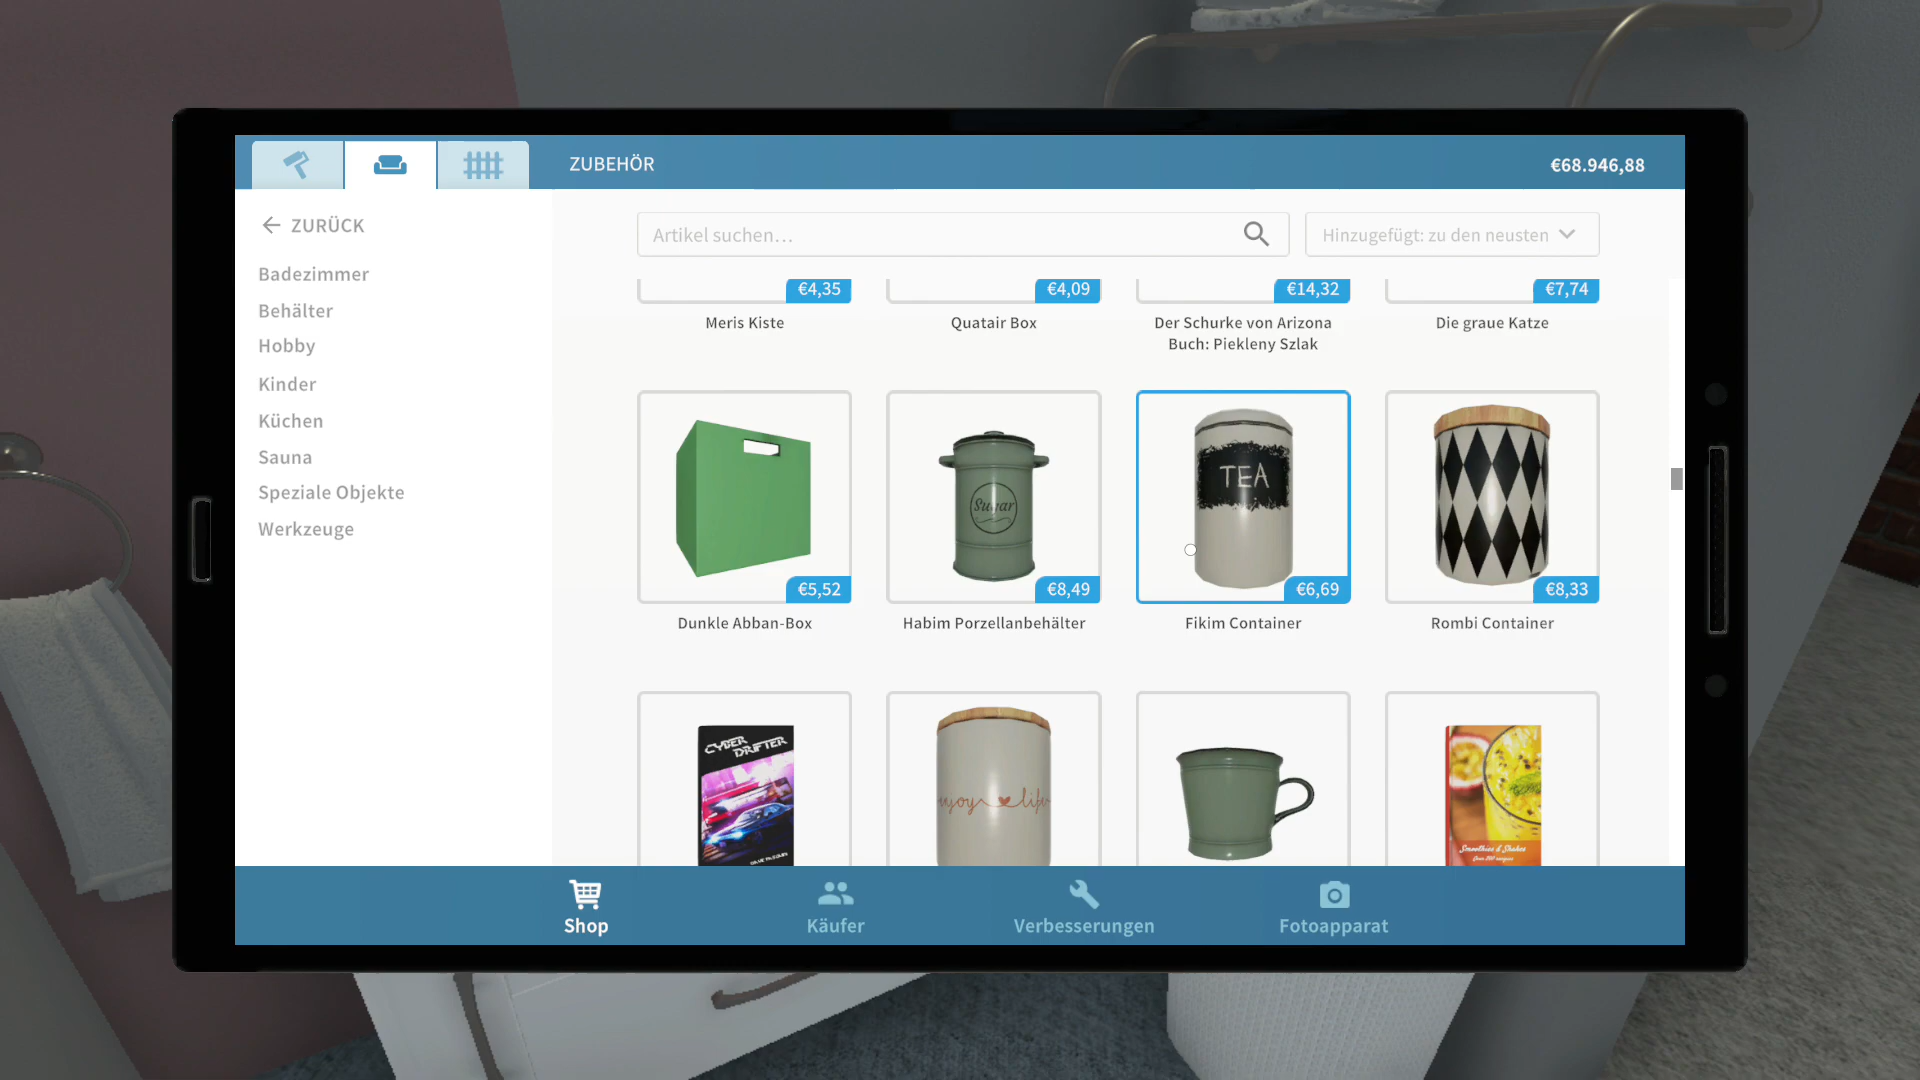 ZUBEHÖR
€68.946,88
ZURÜCK
Artikel suchen...
Hinzugefügt: zu den neusten
Badezimmer
Behälter
Hobby
Kinder
Küchen
Sauna
Speziale Objekte
Werkzeuge
€4,35
€4,09
€14,32
€7,74
Meris Kiste
Quatair Box
Der Schurke von Arizona
Buch: Piekleny Szlak
Die graue Katze
Sugar
TEA
€5,52
€8,49
€6,69
€8,33
Dunkle Abban-Box
Habim Porzellanbehälter
Fikim Container
Rombi Container
CYBER
DRIFTER
enjoy life
Smoothies & Shakes
Shop
Käufer
Verbesserungen
Fotoapparat